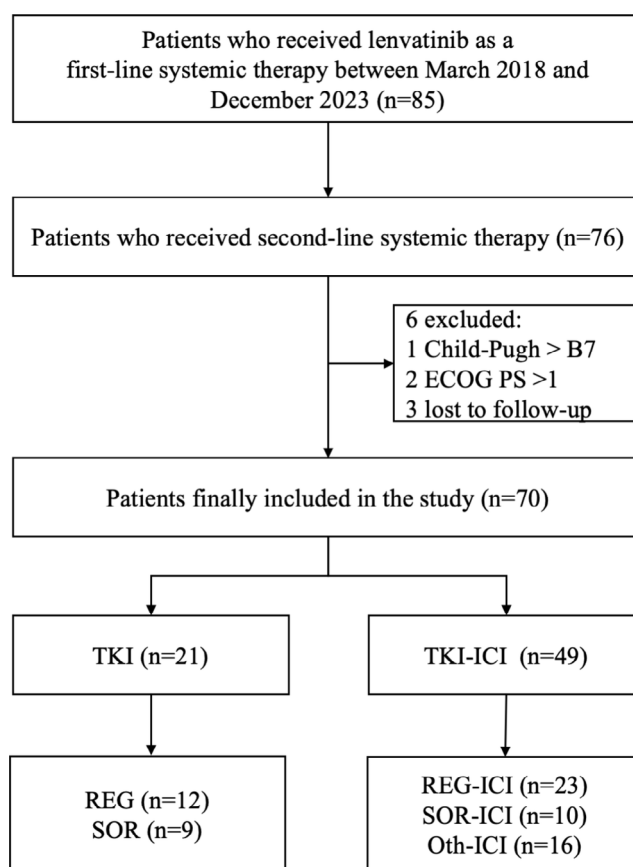 Patients who received lenvatinib as a
first-line systemic therapy between March 2018 and
December 2023 (n=85)
Patients who received second-line systemic therapy (n=76)
6 excluded:
1 Child-Pugh > B7
2 ECOG PS >1
3 lost to follow-up
Patients finally included in the study (n=70)
TKI (n=21)
TKI-ICI (n=49)
REG (n=12)
SOR (n=9)
REG-ICI (n=23)
SOR-ICI (n=10)
Oth-ICI (n=16)